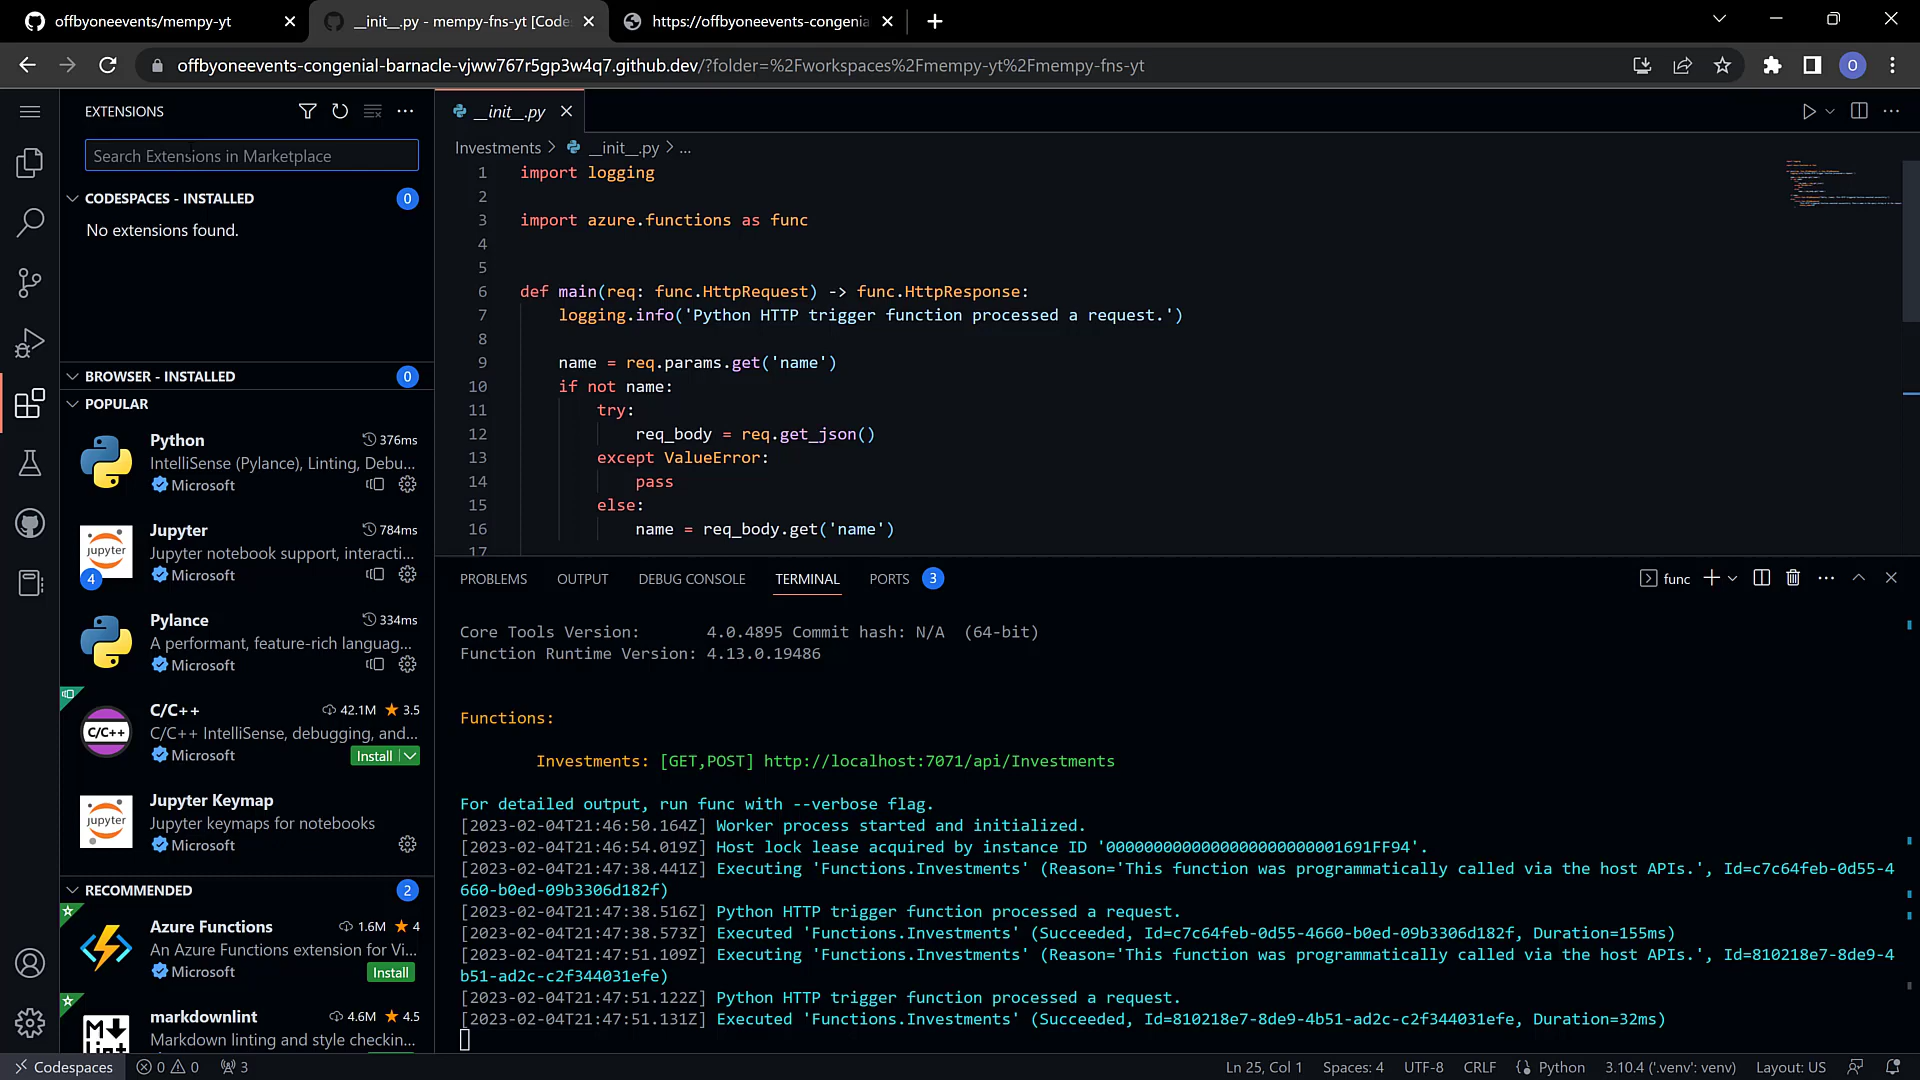 offbyoneevents/mempy-yt
__init__.py - mempy-fns-yt [Code
https://offbyoneevents-congenia
offbyoneevents-congenial-barnacle-vjww767r5gp3w4q7.github.dev/?folder=%2Fworkspaces%2Fmempy-yt%2Fmempy-fns-yt
O
EXTENSIONS
Search Extensions in Marketplace
CODESPACES - INSTALLED
0
No extensions found.
BROWSER - INSTALLED
0
POPULAR
Python
376ms
IntelliSense (Pylance), Linting, Debu...
Microsoft
Jupyter
784ms
Jupyter notebook support, interacti...
Microsoft
jupyter
4
Pylance
334ms
A performant, feature-rich languag...
Microsoft
C/C++
42.1M
3.5
C/C++ IntelliSense, debugging, and...
Microsoft
Install
C/C++
Jupyter Keymap
Jupyter keymaps for notebooks
Microsoft
jupyter
RECOMMENDED
2
Azure Functions
1.6M
4
An Azure Functions extension for Vi...
Microsoft
Install
markdownlint
4.6M
4.5
Markdown linting and style checkin...
__init__.py
Investments > __init__.py > ...
1 import logging
2
3 import azure.functions as func
4
5
6 def main(req: func.HttpRequest) -> func.HttpResponse:
7 logging.info('Python HTTP trigger function processed a request.')
8
9 name = req.params.get('name')
10 if not name:
11 try:
12 req_body = req.get_json()
13 except ValueError:
14 pass
15 else:
16 name = req_body.get('name')
17
PROBLEMS
OUTPUT
DEBUG CONSOLE
TERMINAL
PORTS
3
func
Core Tools Version: 4.0.4895 Commit hash: N/A (64-bit)
Function Runtime Version: 4.13.0.19486
Functions:
Investments: [GET,POST] http://localhost:7071/api/Investments
For detailed output, run func with --verbose flag.
[2023-02-04T21:46:50.164Z] Worker process started and initialized.
[2023-02-04T21:46:54.019Z] Host lock lease acquired by instance ID '0000000000000000000000001691FF94'.
[2023-02-04T21:47:38.441Z] Executing 'Functions.Investments' (Reason='This function was programmatically called via the host APIs.', Id=c7c64feb-0d55-4
660-b0ed-09b3306d182f)
[2023-02-04T21:47:38.516Z] Python HTTP trigger function processed a request.
[2023-02-04T21:47:38.573Z] Executed 'Functions.Investments' (Succeeded, Id=c7c64feb-0d55-4660-b0ed-09b3306d182f, Duration=155ms)
[2023-02-04T21:47:51.109Z] Executing 'Functions.Investments' (Reason='This function was programmatically called via the host APIs.', Id=810218e7-8de9-4
b51-ad2c-c2f344031efe)
[2023-02-04T21:47:51.122Z] Python HTTP trigger function processed a request.
[2023-02-04T21:47:51.131Z] Executed 'Functions.Investments' (Succeeded, Id=810218e7-8de9-4b51-ad2c-c2f344031efe, Duration=32ms)
Codespaces
0
0
3
Ln 25, Col 1
Spaces: 4
UTF-8
CRLF
Python
3.10.4 ('.venv': venv)
Layout: US